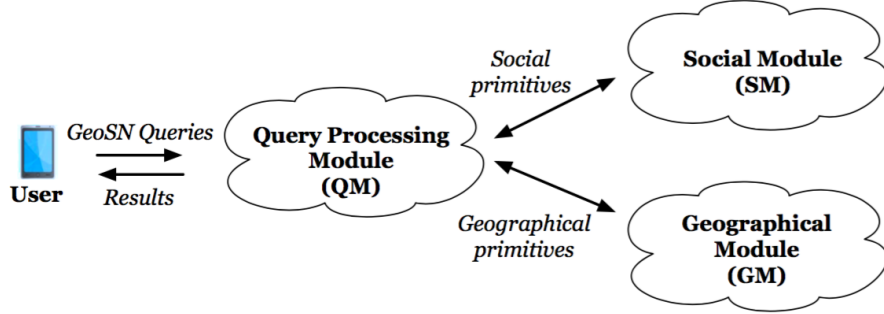 GeoSN Queries
User
Results
Query Processing
Module
(QM)
Social
primitives
Geographical
primitives
Social Module
(SM)
Geographical
Module
(GM)